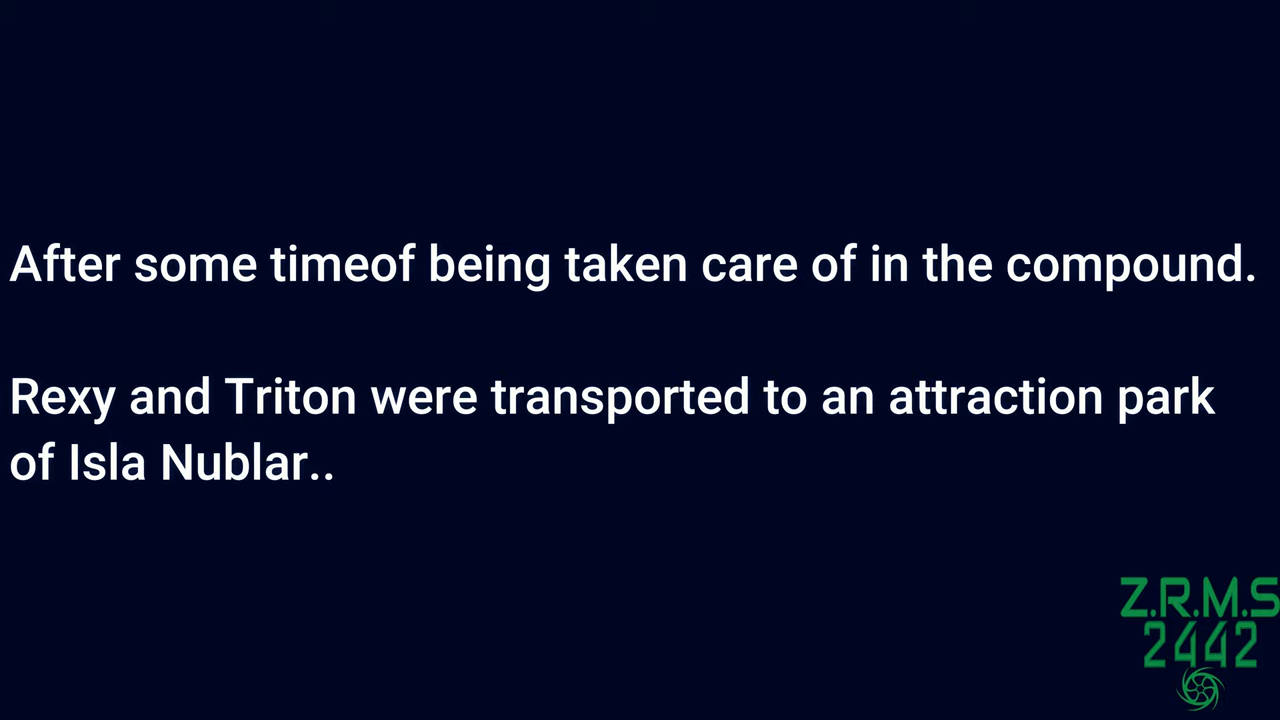 After some timeof being taken care of in the compound.
Rexy and Triton were transported to an attraction park
of Isla Nublar..
Z.R.M.S
2442